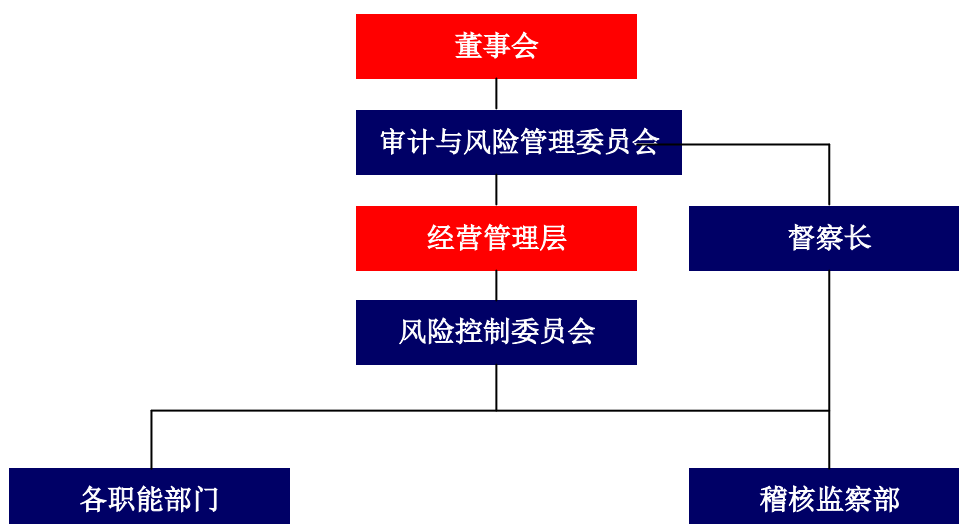 董事会
审计与风险管理委员会
经营管理层
督察长
风险控制委员会
各职能部门
稽核监察部